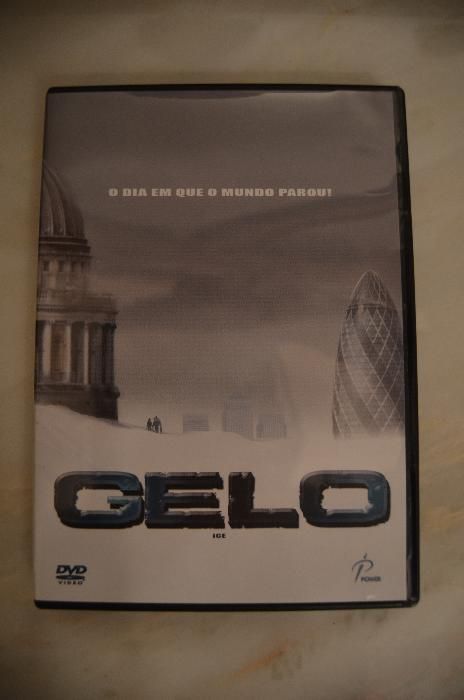 O DIA EM QUE O MUNDO PAROU!
GELO
ICE
DVD
VIDEO
POWER